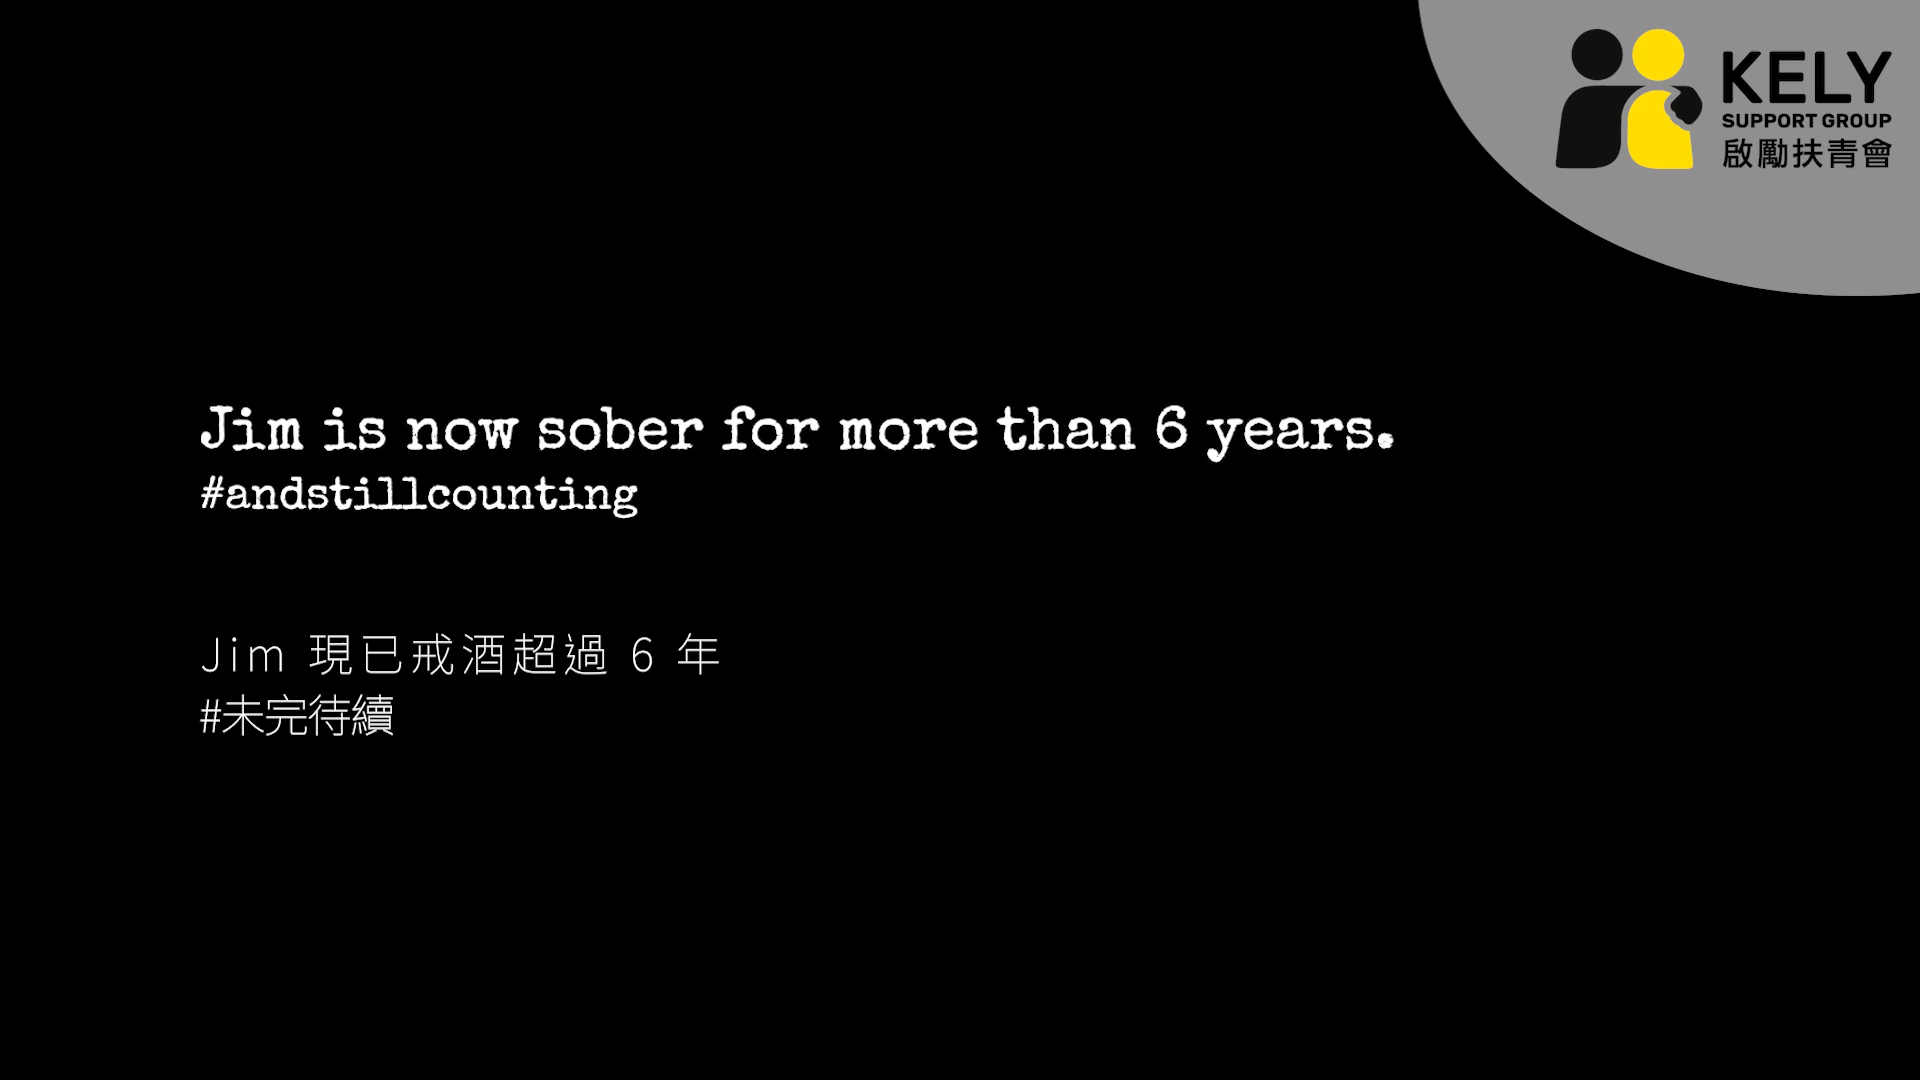 KELY
SUPPORT GROUP
啟勵扶青會
Jim is now sober for more than 6 years.
#andstillcounting
Jim 現已戒酒超過 6 年
#未完待續